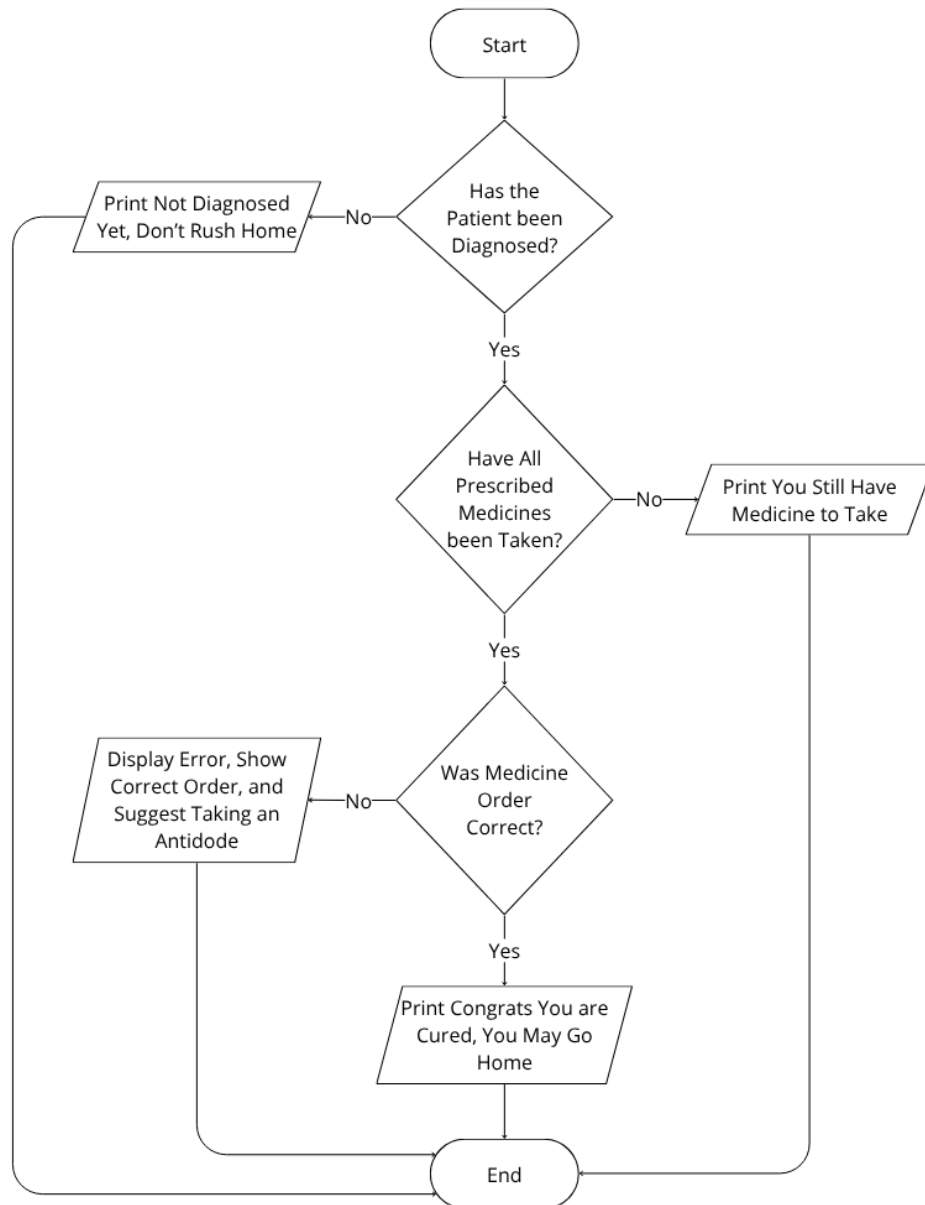 Start
Has the
Patient been
Diagnosed?
No
Print Not Diagnosed
Yet, Don’t Rush Home
Yes
Have All
Prescribed
Medicines
been Taken?
No
Print You Still Have
Medicine to Take
Yes
Was Medicine
Order
Correct?
No
Display Error, Show
Correct Order, and
Suggest Taking an
Antidode
Yes
Print Congrats You are
Cured, You May Go
Home
End